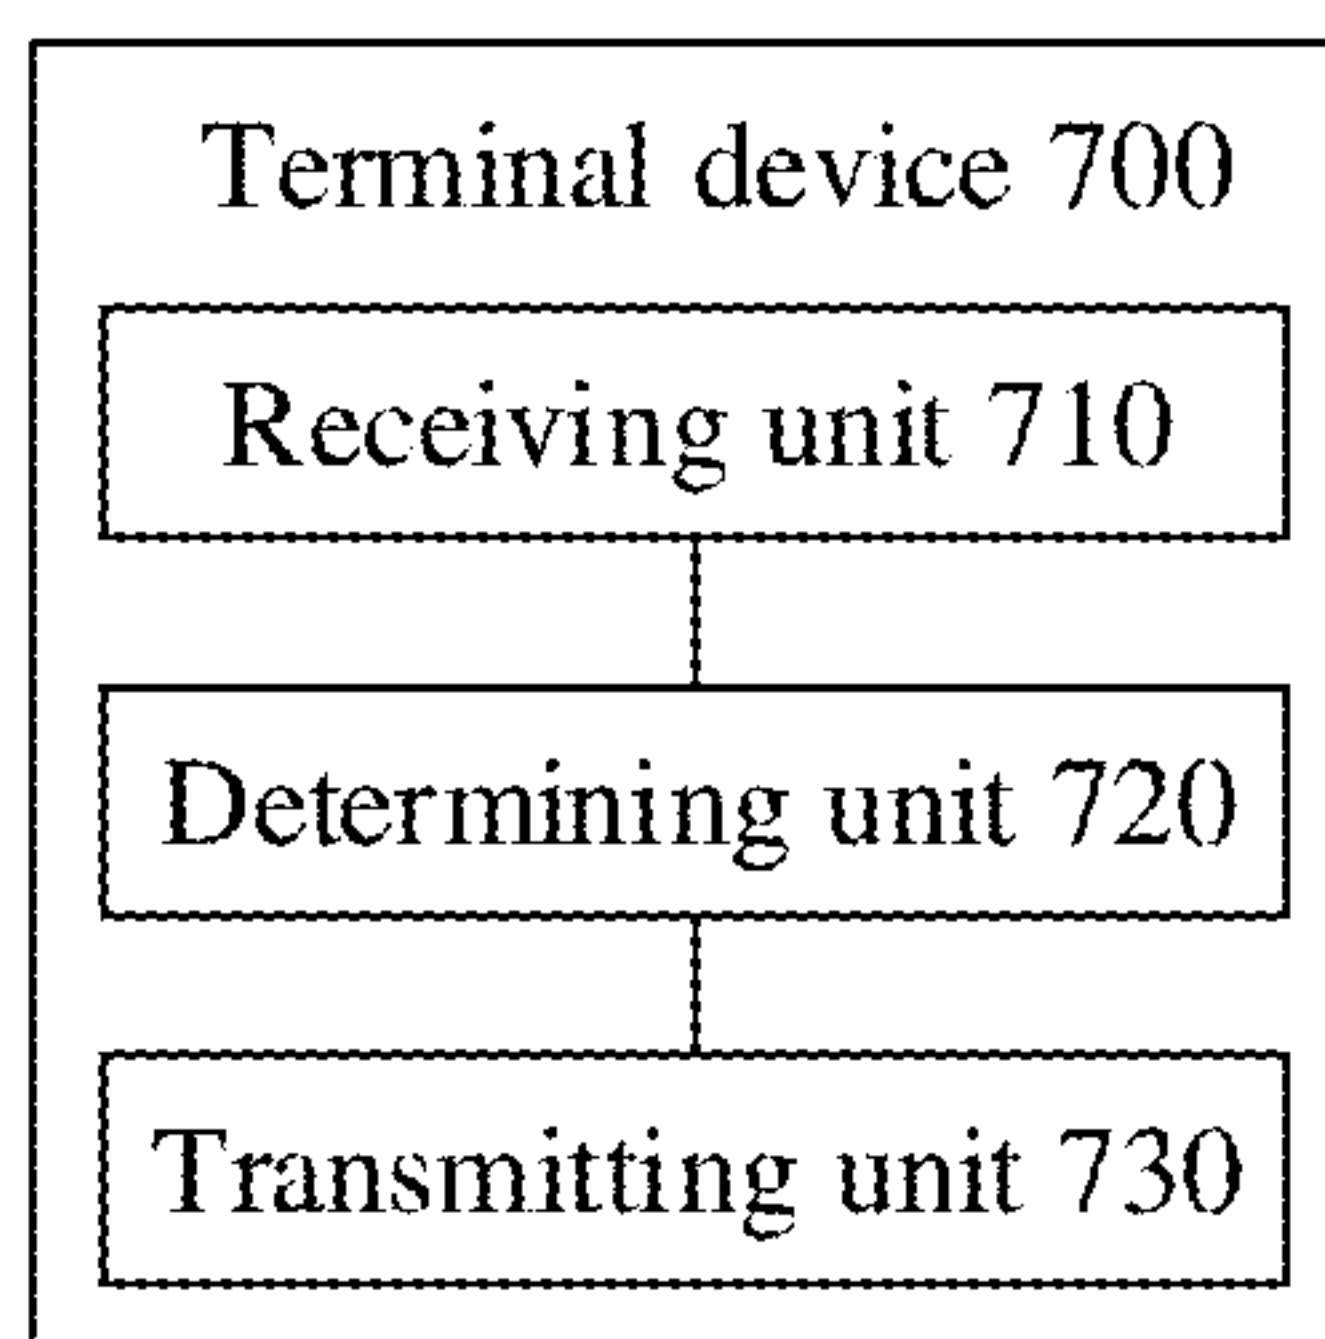 Terminal device 700
Receiving unit 710
Determining unit 720
Transmitting unit 730